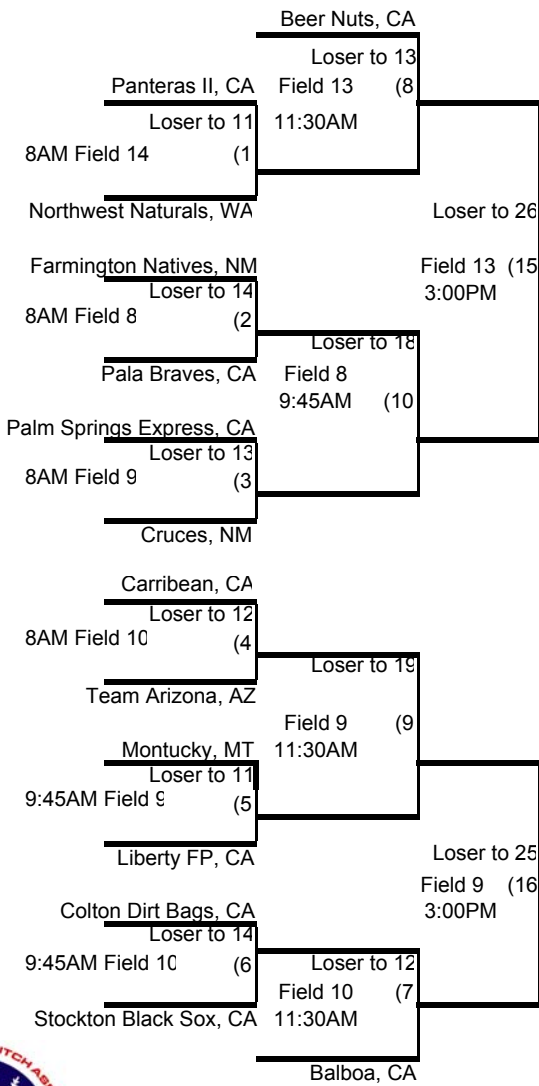 Beer Nuts, CA
Loser to 13
Panteras II, CA Field 13 (8
Loser to 11 11:30AM
8AM Field 14 (1
Northwest Naturals, WA Loser to 26
Farmington Natives, NM Field 13 (15
Loser to 14 3:00PM
8AM Field 8 (2
Loser to 18
Pala Braves, CA Field 8
9:45AM (10
Palm Springs Express, CA
Loser to 13
8AM Field 9 (3
Cruces, NM
Carribean, CA
Loser to 12
8AM Field 10 (4
Loser to 19
Team Arizona, AZ
Field 9 (9
Montucky, MT 11:30AM
Loser to 11
9:45AM Field 9 (5
Liberty FP, CA Loser to 25
Field 9 (16
Colton Dirt Bags, CA 3:00PM
Loser to 14
9:45AM Field 10 (6 Loser to 12
Field 10 (7
Stockton Black Sox, CA 11:30AM
Balboa, CA